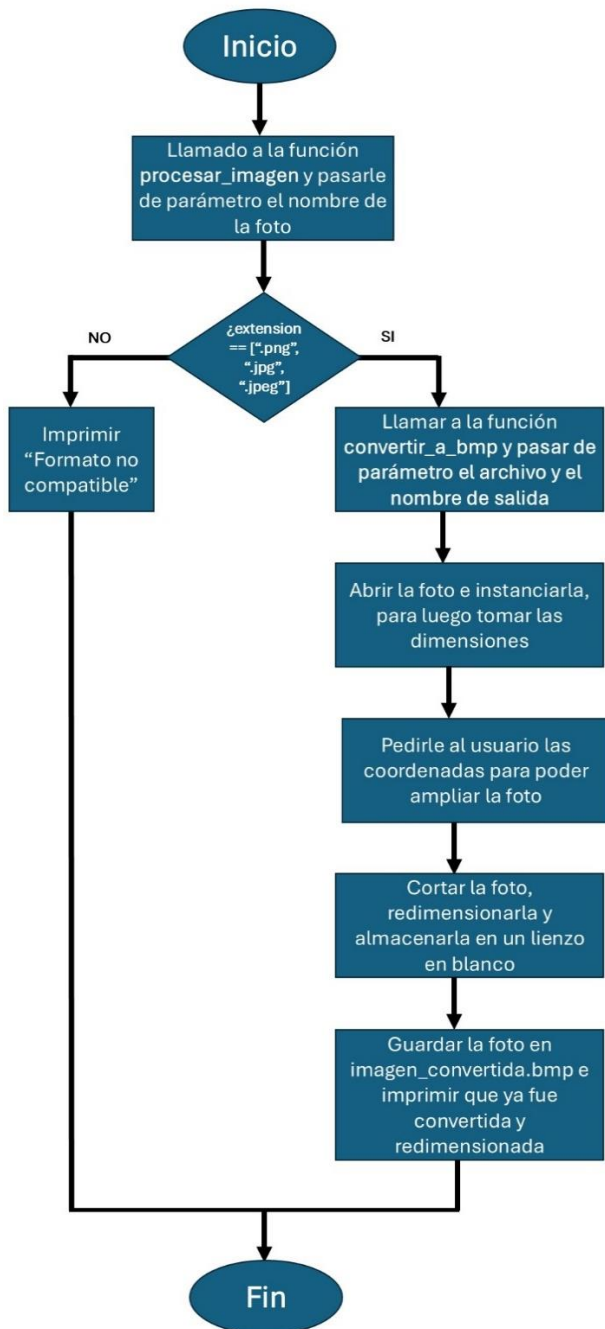 Inicio
Llamado a la función
procesar_imagen y pasarle
de parámetro el nombre de
la foto
¿extension
== [“.png”,
“.jpg”,
“.jpeg”]
NO
SI
Imprimir
“Formato no
compatible”
Llamar a la función
convertir_a_bmp y pasar de
parámetro el archivo y el
nombre de salida
Abrir la foto e instanciarla,
para luego tomar las
dimensiones
Pedirle al usuario las
coordenadas para poder
ampliar la foto
Cortar la foto,
redimensionarla y
almacenarla en un lienzo
en blanco
Guardar la foto en
imagen_convertida.bmp e
imprimir que ya fue
convertida y
redimensionada
Fin